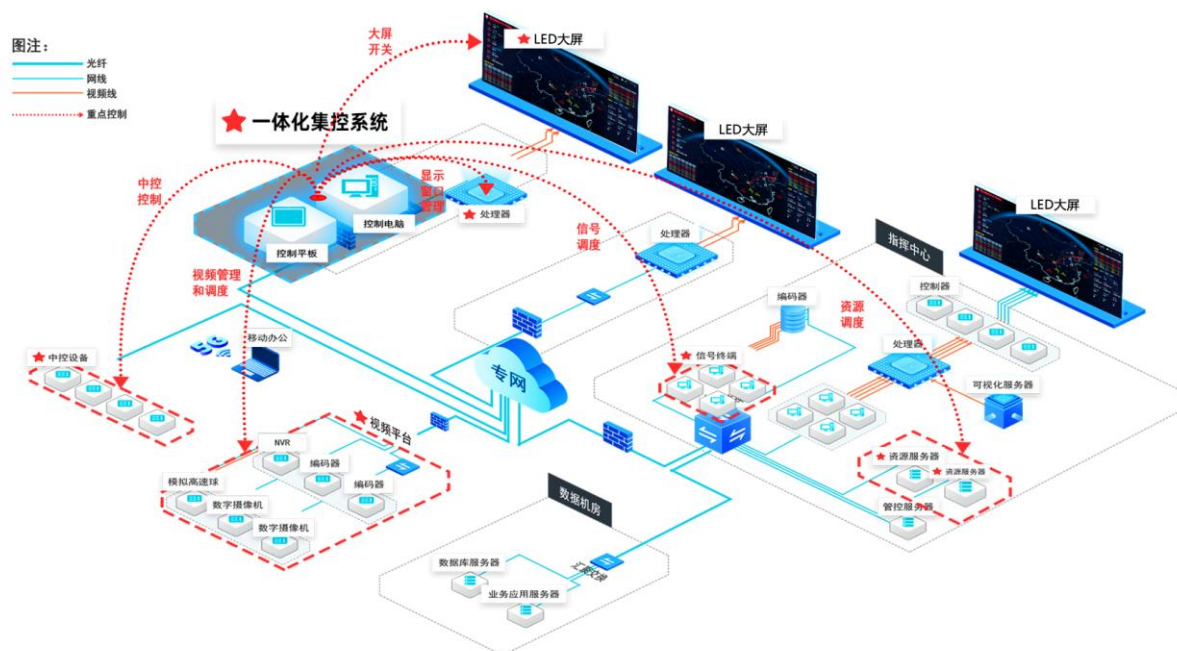 图注：
光纤
网线
视频线
重点控制
大屏
开关
LED大屏
一体化集控系统
LED大屏
中控
控制
显示
窗口
管理
处理器
控制电脑
控制平板
信号
调度
处理器
LED大屏
指挥中心
视频管理
和调度
编码器
资源
调度
控制器
5G
移动办公
中控设备
专网
信号终端
处理器
可视化服务器
视频平台
NVR
编码器
编码器
模拟高速球
数字摄像机
数字摄像机
资源服务器
资源服务器
管控服务器
数据机房
数据库服务器
业务应用服务器
汇聚交换